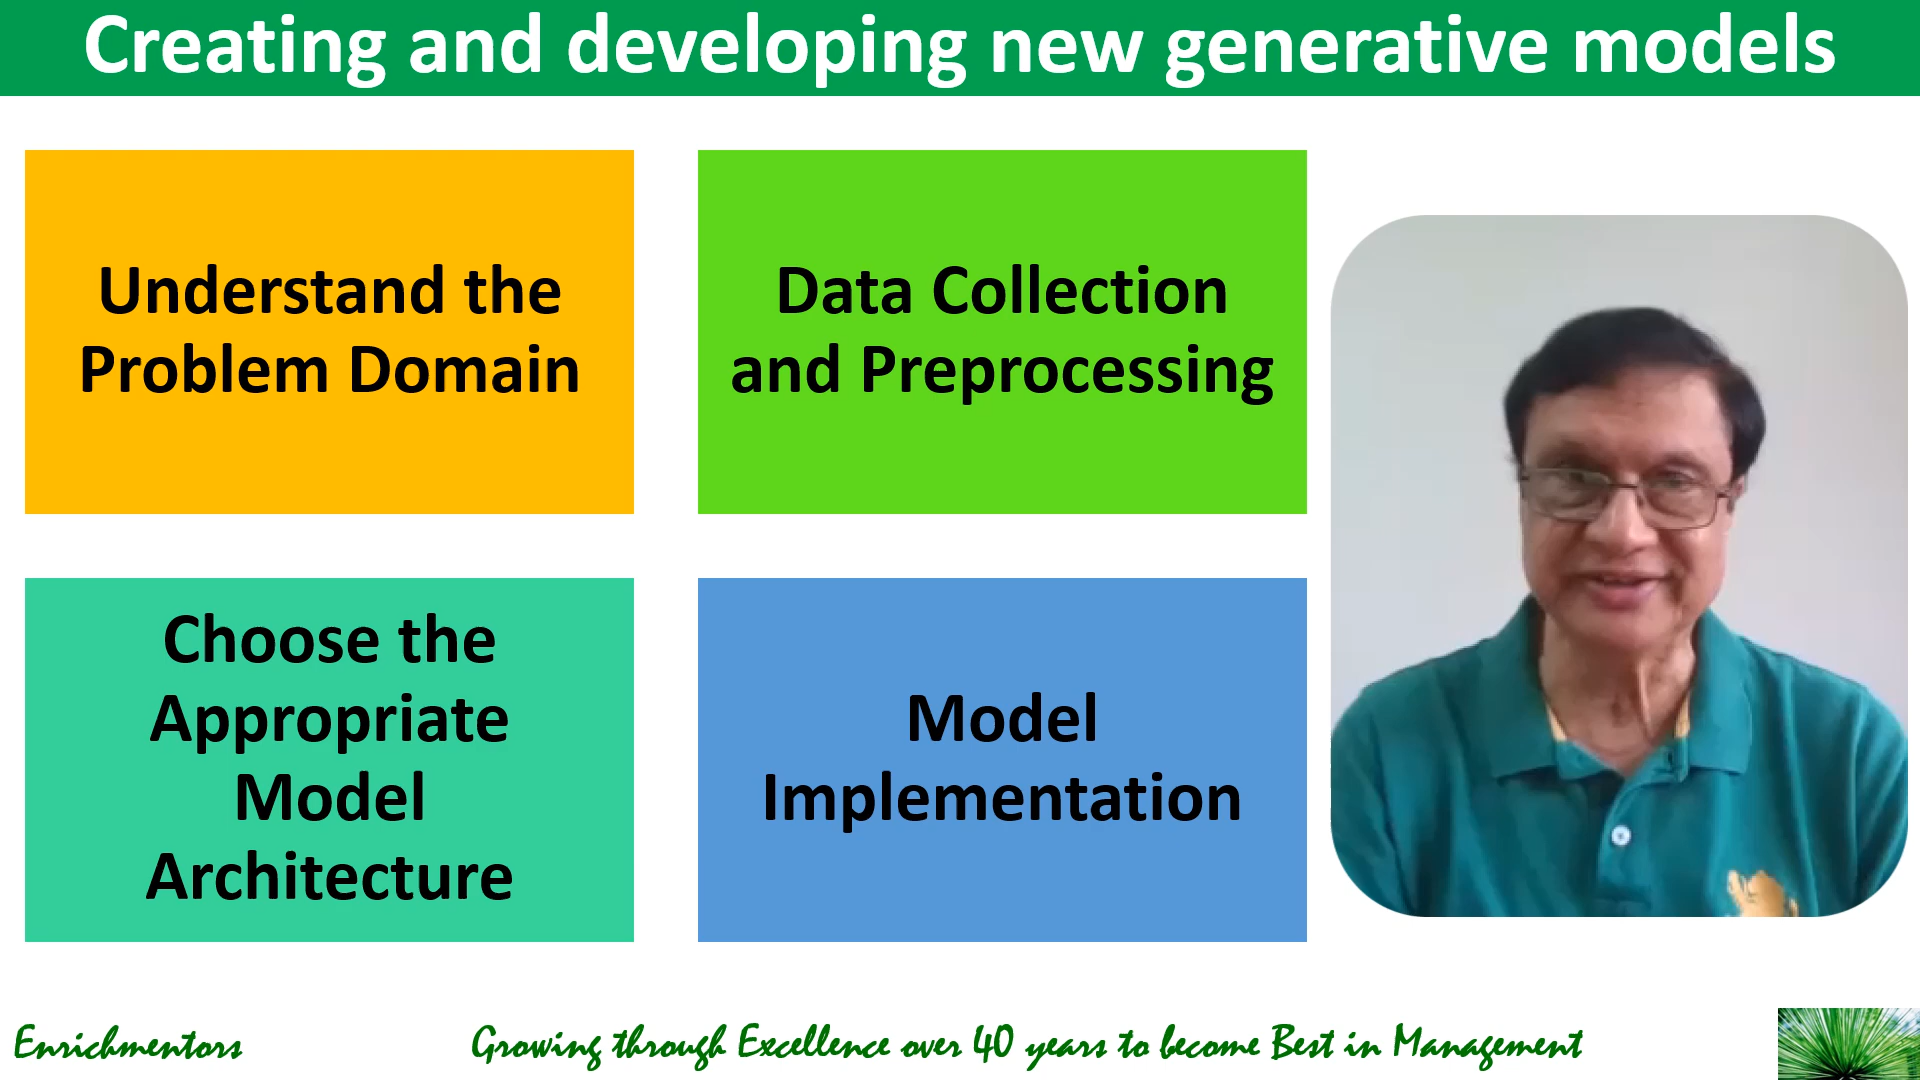 Creating and developing new generative models
Understand the
Problem Domain
Data Collection
and Preprocessing
Choose the
Appropriate
Model
Architecture
Model
Implementation
Enrichmentors
Growing through Excellence over 40 years to become Best in Management